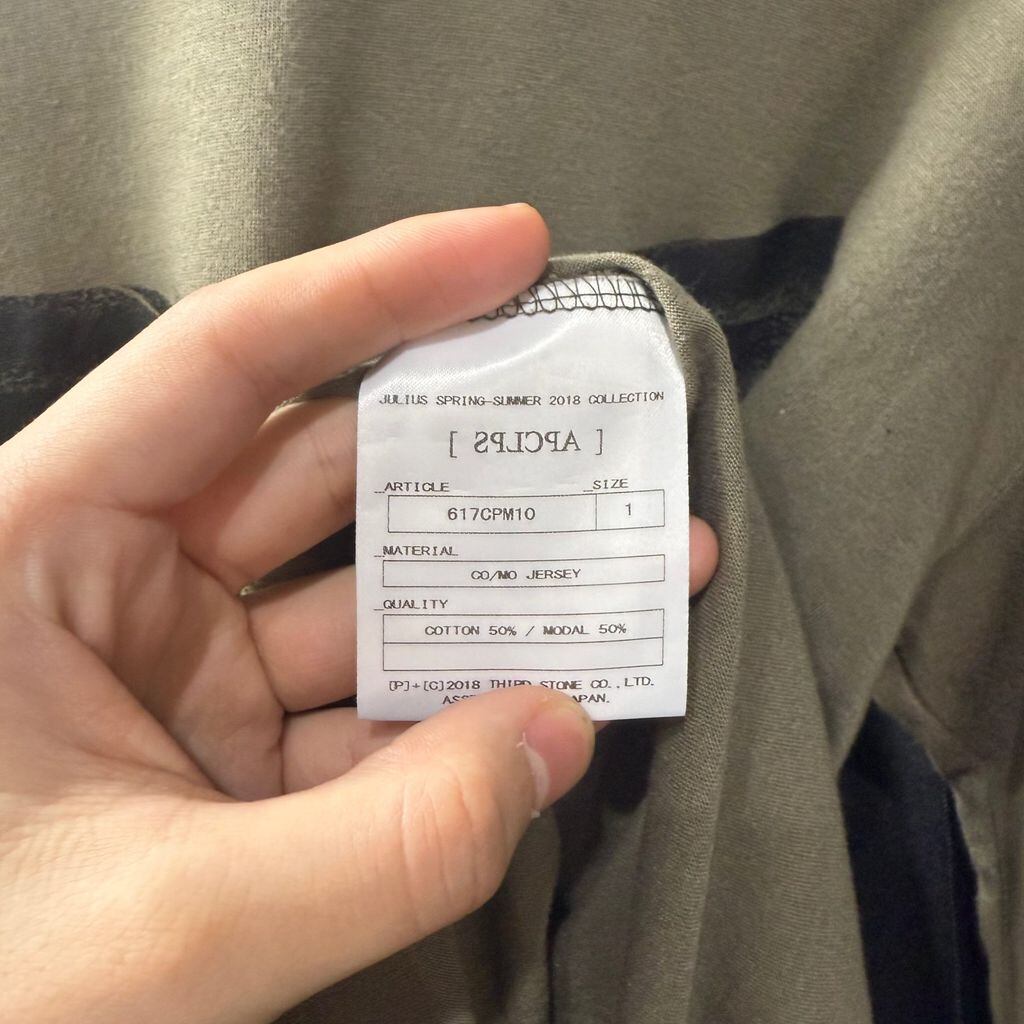 JULIUS SPRING-SUMMER 2018 COLLECTION
[ APCLPS ]
_ARTICLE _SIZE
617CPM10 1
_MATERIAL
CO/MO JERSEY
_QUALITY
COTTON 50% / MODAL 50%
[P]+[C]2018 THIRD STONE CO.,LTD.